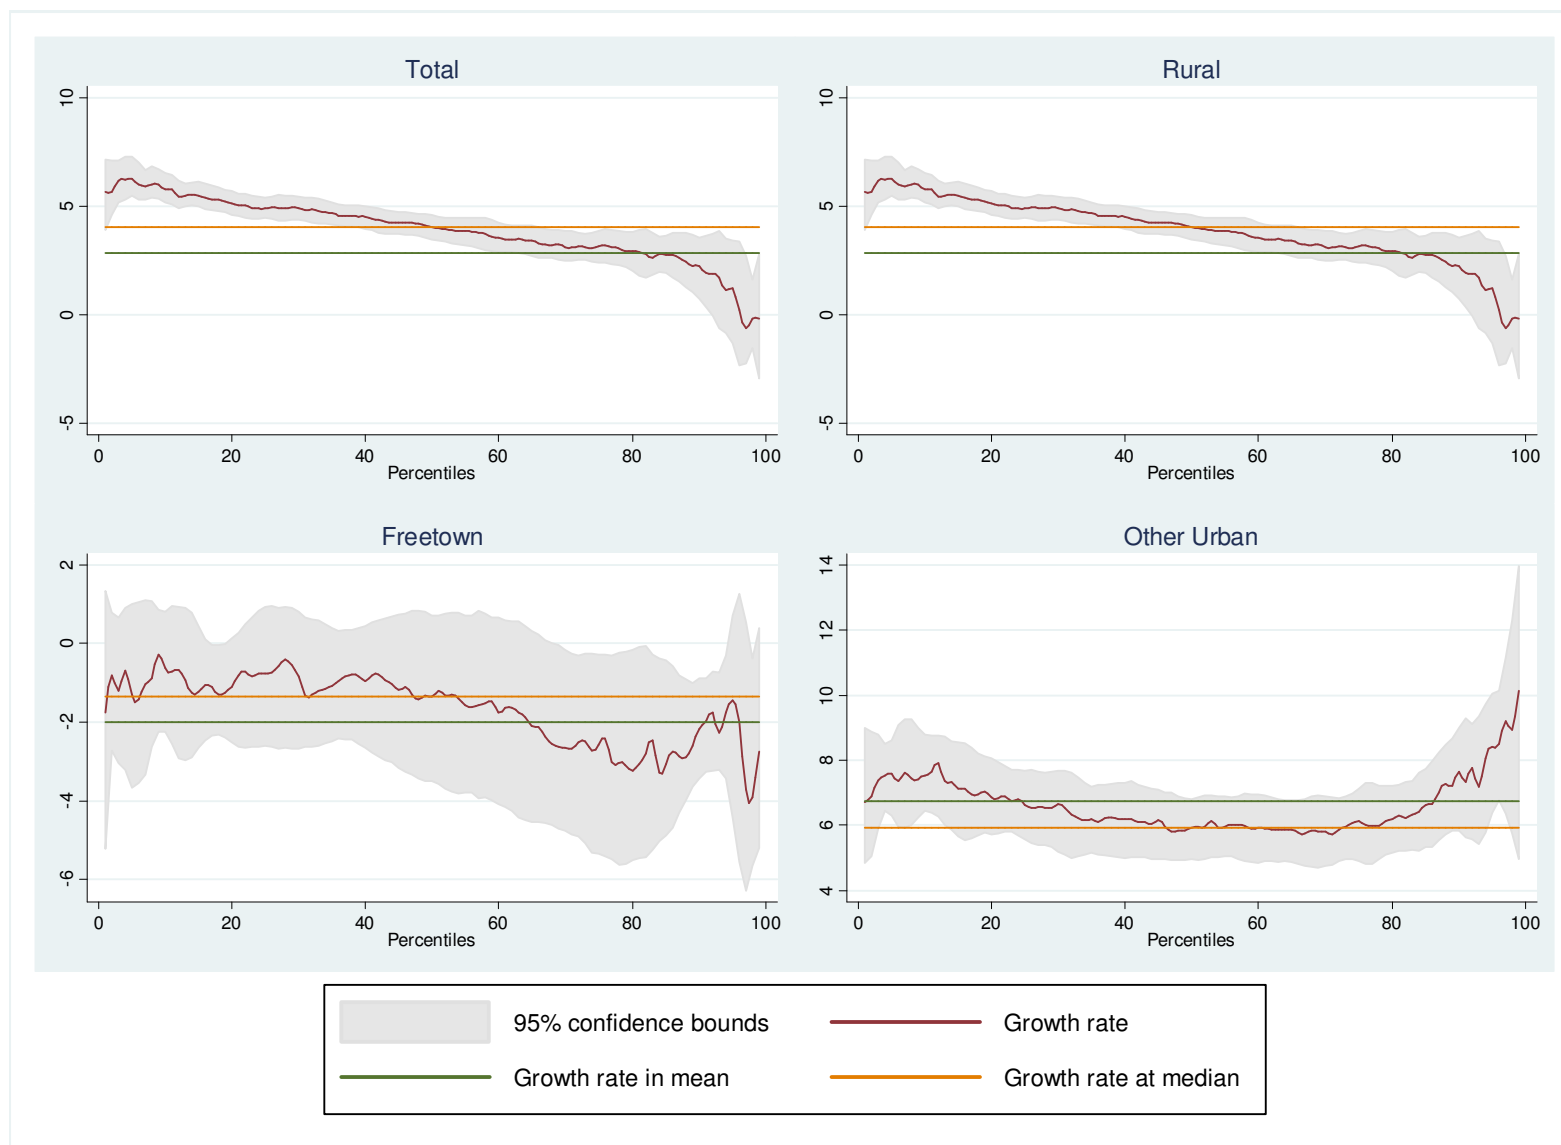 Total
10
5
0
-5
0 20 40 60 80 100
Percentiles
Rural
10
5
0
-5
0 20 40 60 80 100
Percentiles
Freetown
2
0
-2
-4
-6
0 20 40 60 80 100
Percentiles
Other Urban
14
12
10
8
6
4
0 20 40 60 80 100
Percentiles
95% confidence bounds
Growth rate
Growth rate in mean
Growth rate at median